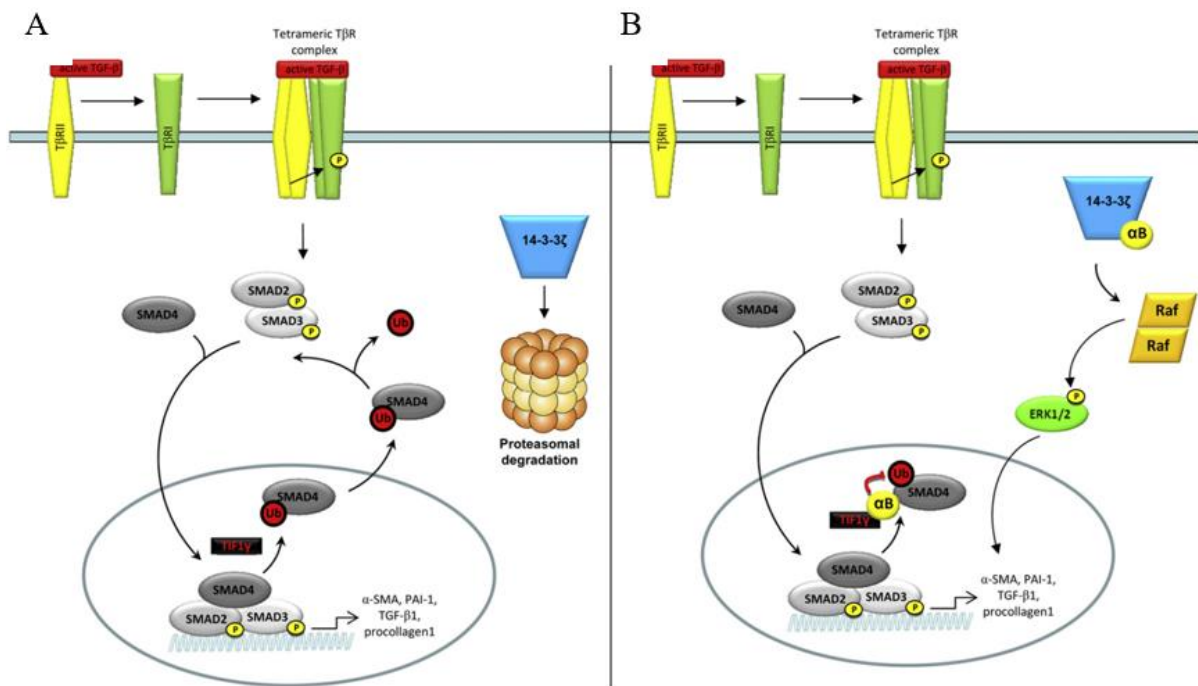 A
Tetrameric TβR
complex
active TGF-β
active TGF-β
TβRII
TβRI
P
14-3-3ζ
SMAD2
P
SMAD4
SMAD3
P
Ub
SMAD4
Ub
Proteasomal
degradation
SMAD4
Ub
TIF1γ
SMAD4
SMAD2
SMAD3
P
P
α-SMA, PAI-1,
TGF-β1,
procollagen1
B
Tetrameric TβR
complex
active TGF-β
active TGF-β
TβRII
TβRI
P
14-3-3ζ
αB
SMAD2
P
SMAD4
SMAD3
P
Raf
Raf
P
ERK1/2
Ub
SMAD4
αB
TIF1γ
SMAD4
SMAD2
SMAD3
P
P
α-SMA, PAI-1,
TGF-β1,
procollagen1